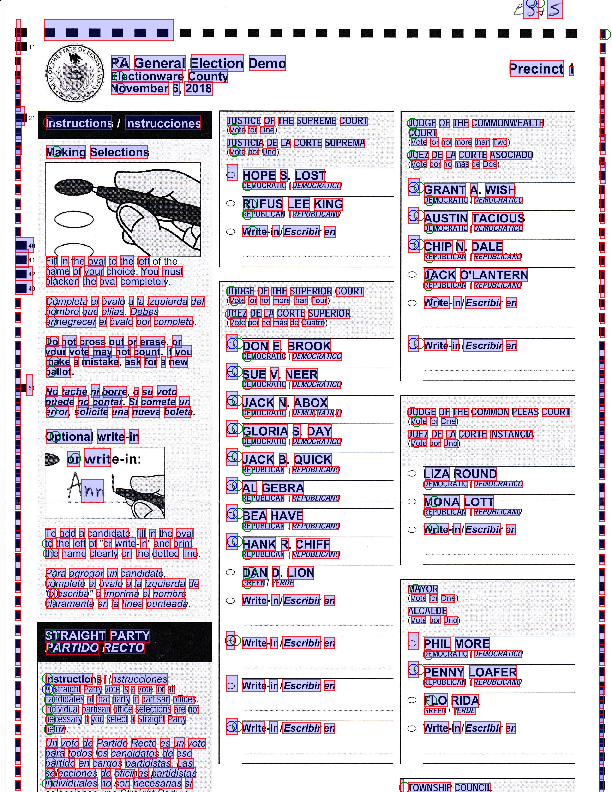 PA General Election Demo
Electionware County
November 6, 2018
Precinct 1
Instructions / Instrucciones
Making Selections
Fill in the oval to the left of the
name of your choice. You must
blacken the oval completely.
Complete el óvalo a la izquierda del
nombre que elijas. Debes
ennegrecer el óvalo por completo.
Do not cross out or erase, or
your vote may not count. If you
make a mistake, ask for a new
ballot.
No tache ni borre, o su voto
puede no contar. Si comete un
error, solicite una nueva boleta.
Optional write-in
or write-in:
Ann
To add a candidate, fill in the oval
to the left of "or write-in" and print
the name clearly on the dotted line.
Para agregar un candidato,
complete el óvalo a la izquierda de
"o escriba" e imprima el nombre
claramente en la línea punteada.
STRAIGHT PARTY
PARTIDO RECTO
Instructions / Instrucciones
A straight party vote is a vote for all
candidates of that party in partisan offices.
Individual partisan office selections are not
necessary if you select a straight party
below.
Un voto de Partido Recto es un voto
para todos los candidatos de ese
partido en cargos partidistas. Las
selecciones de oficinas partidistas
individuales no son necesarias si
JUSTICE OF THE SUPREME COURT
(Vote for One)
JUSTICIA DE LA CORTE SUPREMA
(Vote por Uno)
HOPE S. LOST
DEMOCRATIC / DEMOCRÁTICO
RUFUS LEE KING
REPUBLICAN / REPUBLICANO
Write-in/Escribir en
JUDGE OF THE SUPERIOR COURT
(Vote for not more than Four)
JUEZ DE LA CORTE SUPERIOR
(Vote por no más de Cuatro)
DON E. BROOK
DEMOCRATIC / DEMOCRÁTICO
SUE V. NEER
DEMOCRATIC / DEMOCRÁTICO
JACK N. ABOX
DEMOCRATIC / DEMOCRÁTICO
GLORIA S. DAY
DEMOCRATIC / DEMOCRÁTICO
JACK B. QUICK
REPUBLICAN / REPUBLICANO
AL GEBRA
REPUBLICAN / REPUBLICANO
BEA HAVE
REPUBLICAN / REPUBLICANO
HANK R. CHIFF
REPUBLICAN / REPUBLICANO
DAN D. LION
GREEN / VERDE
Write-in/Escribir en
Write-in/Escribir en
Write-in/Escribir en
JUDGE OF THE COMMONWEALTH
COURT
(Vote for not more than Two)
JUEZ DE LA CORTE ASOCIADO
(Vote por no más de Dos)
GRANT A. WISH
DEMOCRATIC / DEMOCRÁTICO
AUSTIN TACIOUS
DEMOCRATIC / DEMOCRÁTICO
CHIP N. DALE
REPUBLICAN / REPUBLICANO
JACK O'LANTERN
REPUBLICAN / REPUBLICANO
Write-in/Escribir en
Write-in/Escribir en
JUDGE OF THE COMMON PLEAS COURT
(Vote for One)
JUEZ DE LA CORTE INSTANCIA
(Vote por Uno)
LIZA ROUND
DEMOCRATIC / DEMOCRÁTICO
MONA LOTT
REPUBLICAN / REPUBLICANO
Write-in/Escribir en
MAYOR
(Vote for One)
ALCALDE
(Vote por Uno)
PHIL MORE
DEMOCRATIC / DEMOCRÁTICO
PENNY LOAFER
REPUBLICAN / REPUBLICANO
FLO RIDA
GREEN / VERDE
Write-in/Escribir en
TOWNSHIP COUNCIL